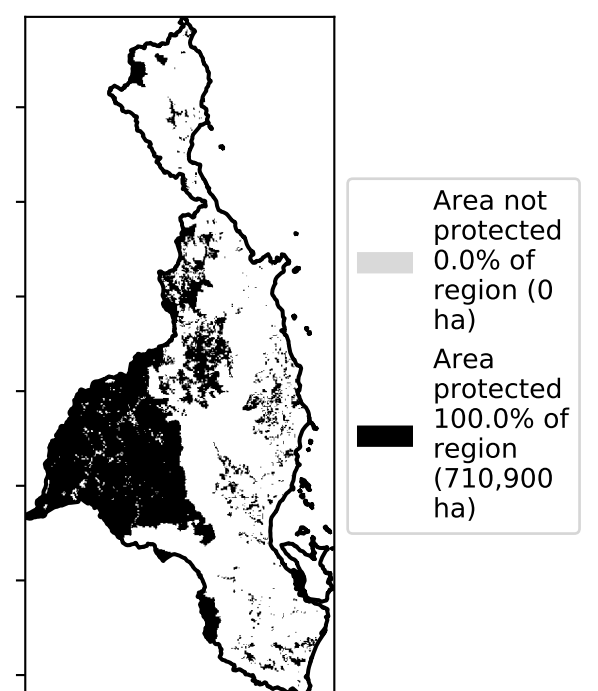 Area not
protected
0.0% of
region (0
ha)
Area
protected
100.0% of
region
(710,900
ha)